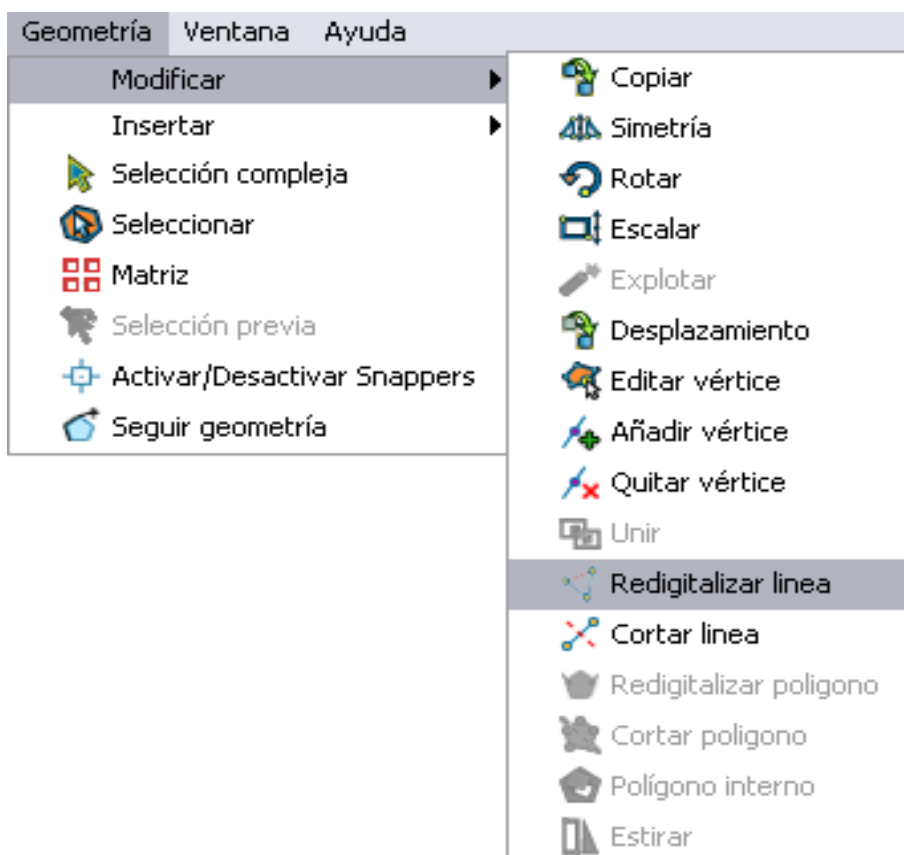 Geometría Ventana Ayuda
Modificar
Insertar
Selección compleja
Seleccionar
Matriz
Selección previa
Activar/Desactivar Snappers
Seguir geometría
Copiar
Simetría
Rotar
Escalar
Explotar
Desplazamiento
Editar vértice
Añadir vértice
Quitar vértice
Unir
Redigitalizar linea
Cortar linea
Redigitalizar poligono
Cortar poligono
Polígono interno
Estirar